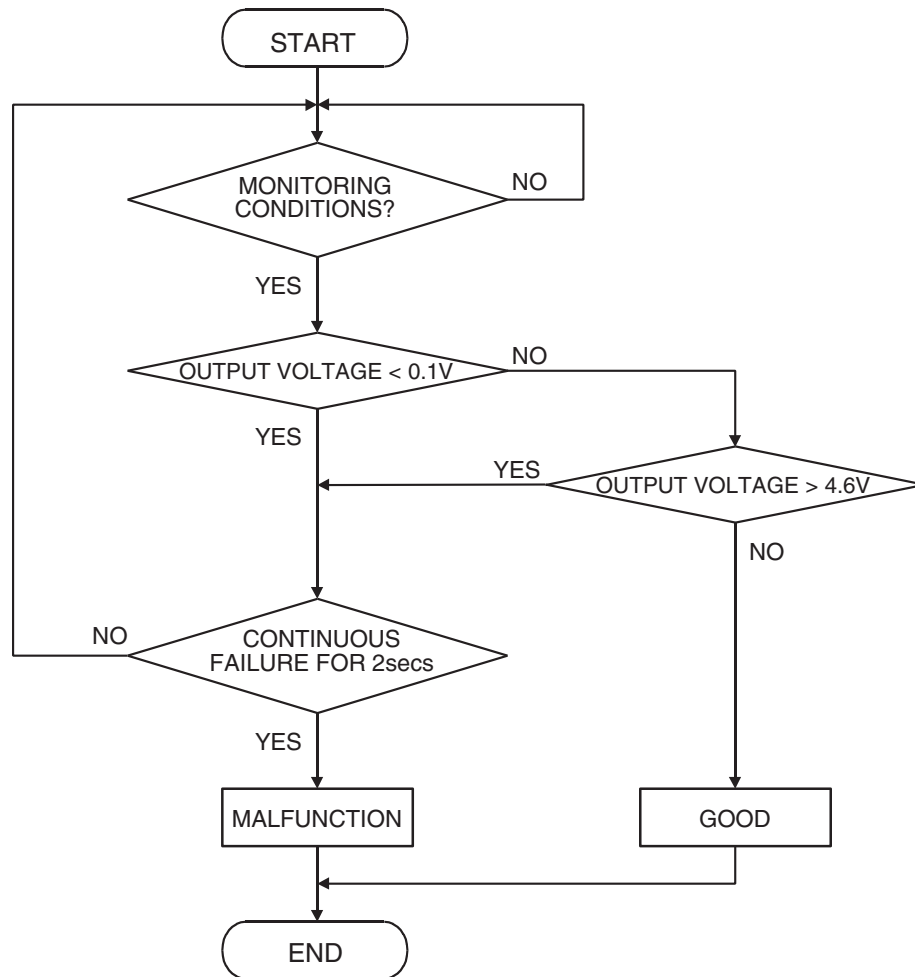 START
MONITORING
CONDITIONS?
NO
YES
OUTPUT VOLTAGE < 0.1V
NO
YES
YES
OUTPUT VOLTAGE > 4.6V
NO
NO
CONTINUOUS
FAILURE FOR 2secs
YES
MALFUNCTION
GOOD
END